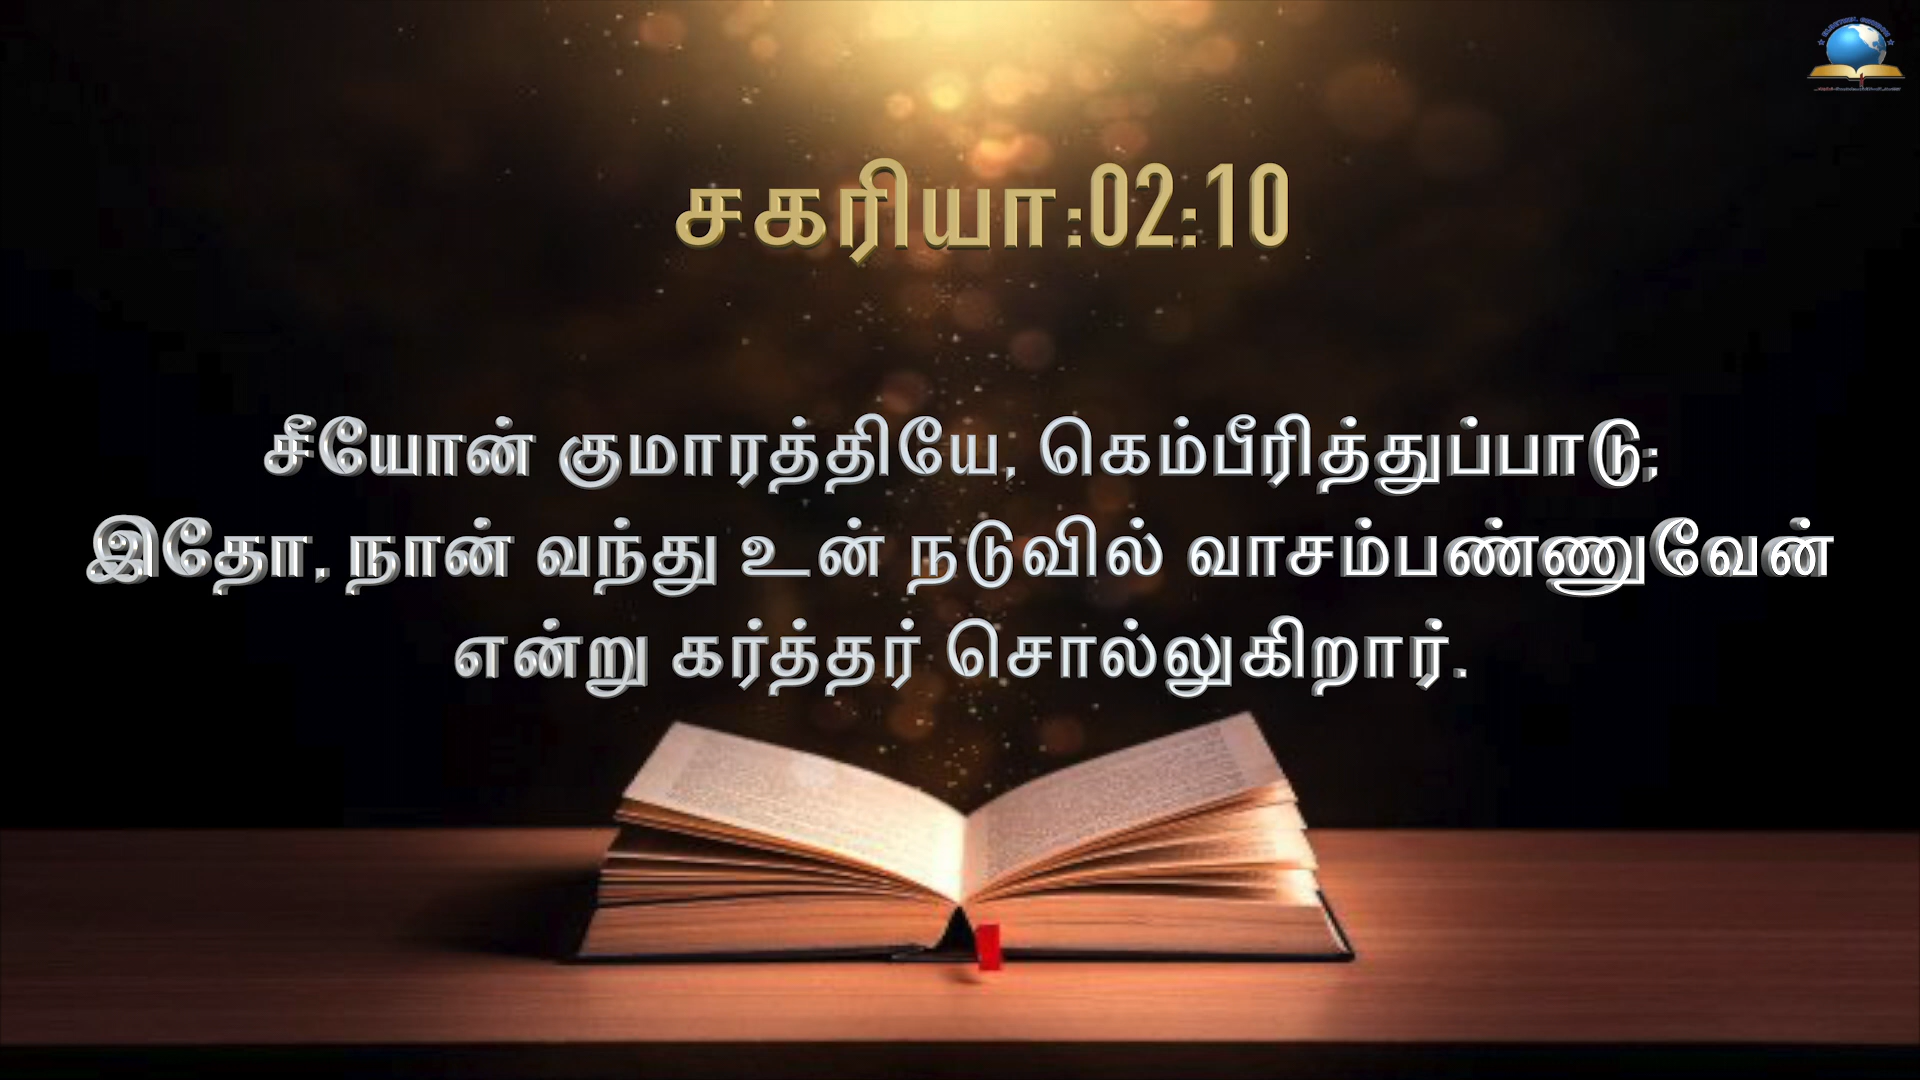 சகரியா:02:10
சீயோன் குமாரத்தியே, கெம்பீரித்துப்பாடு;
இதோ, நான் வந்து உன் நடுவில் வாசம்பண்ணுவேன்
என்று கர்த்தர் சொல்லுகிறார்.